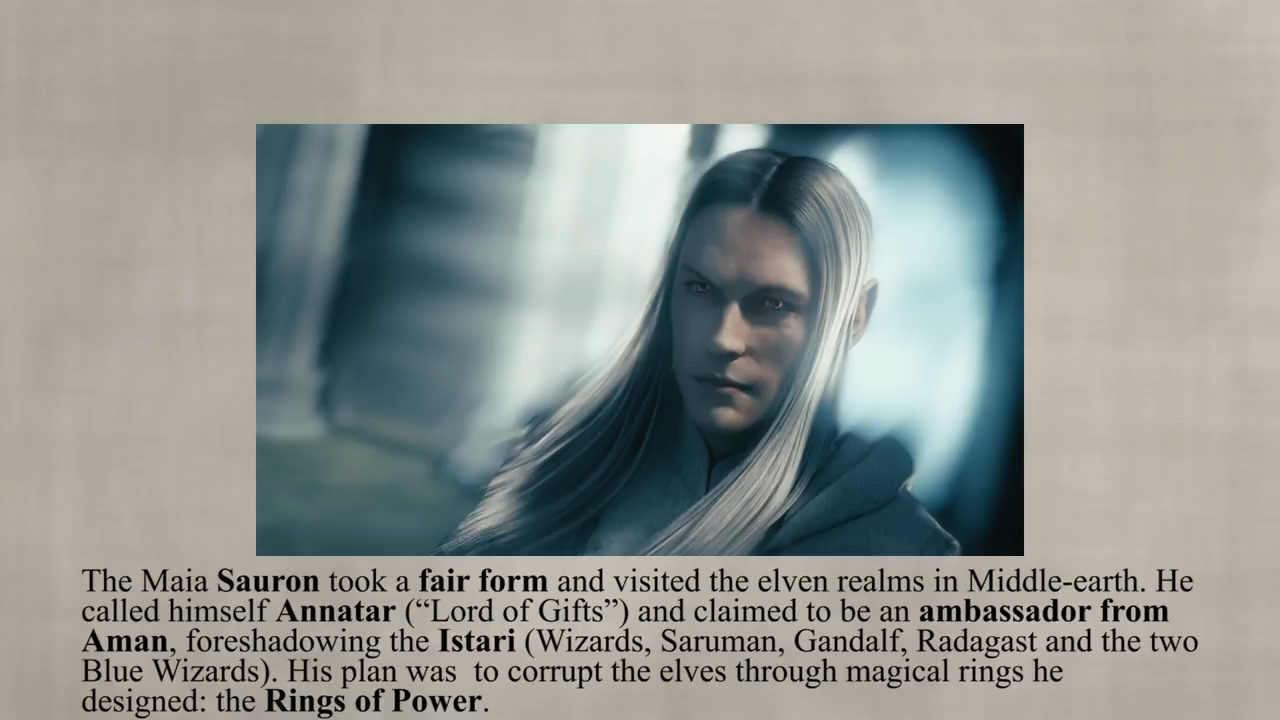 The Maia Sauron took a fair form and visited the elven realms in Middle-earth. He
called himself Annatar (“Lord of Gifts”) and claimed to be an ambassador from
Aman, foreshadowing the Istari (Wizards, Saruman, Gandalf, Radagast and the two
Blue Wizards). His plan was  to corrupt the elves through magical rings he
designed: the Rings of Power.